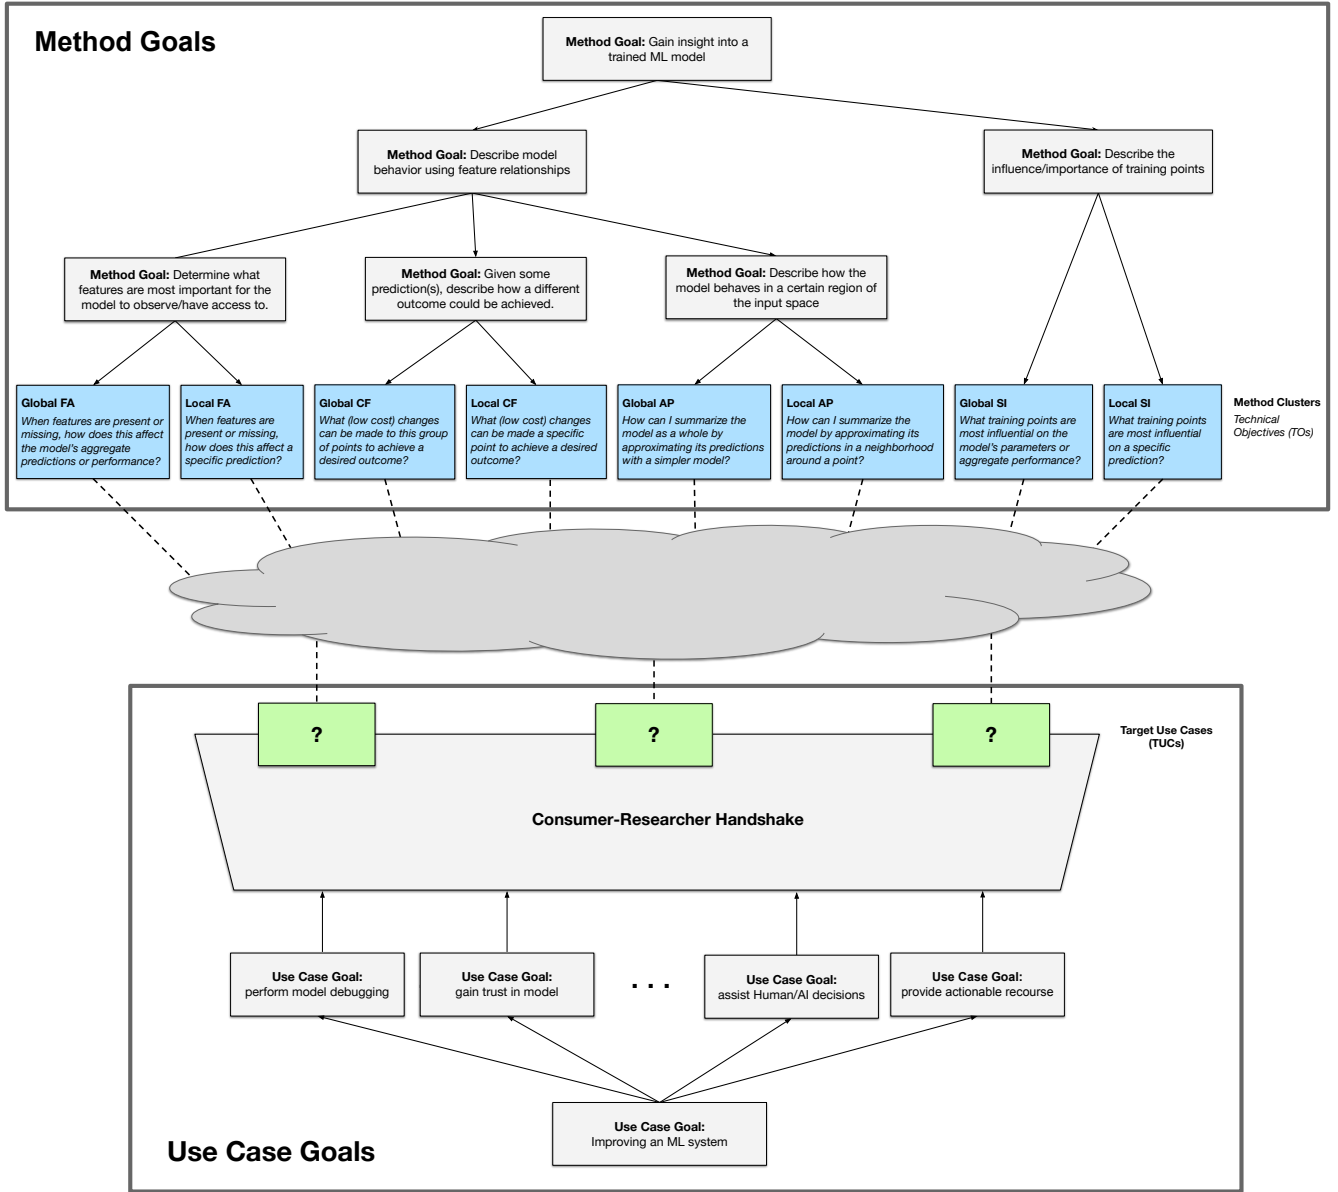 Method Goals
Method Goal: Gain insight into a
trained ML model
Method Goal: Describe model
behavior using feature relationships
Method Goal: Describe the
influence/importance of training points
Method Goal: Determine what
features are most important for the
model to observe/have access to.
Method Goal: Given some
prediction(s), describe how a different
outcome could be achieved.
Method Goal: Describe how the
model behaves in a certain region of
the input space
Global FA
When features are present or
missing, how does this affect
the model's aggregate
predictions or performance?
Local FA
When features are
present or missing,
how does this affect a
specific prediction?
Global CF
What (low cost) changes
can be made to this group
of points to achieve a
desired outcome?
Local CF
What (low cost) changes
can be made a specific
point to achieve a desired
outcome?
Global AP
How can I summarize the
model as a whole by
approximating its predictions
with a simpler model?
Local AP
How can I summarize the
model by approximating its
predictions in a neighborhood
around a point?
Global SI
What training points are
most influential on the
model's parameters or
aggregate performance?
Local SI
What training points
are most influential
on a specific
prediction?
Method Clusters
Technical
Objectives (TOs)
?
?
?
Target Use Cases
(TUCs)
Consumer-Researcher Handshake
Use Case Goal:
perform model debugging
Use Case Goal:
gain trust in model
. . .
Use Case Goal:
assist Human/AI decisions
Use Case Goal:
provide actionable recourse
Use Case Goal:
Improving an ML system
Use Case Goals